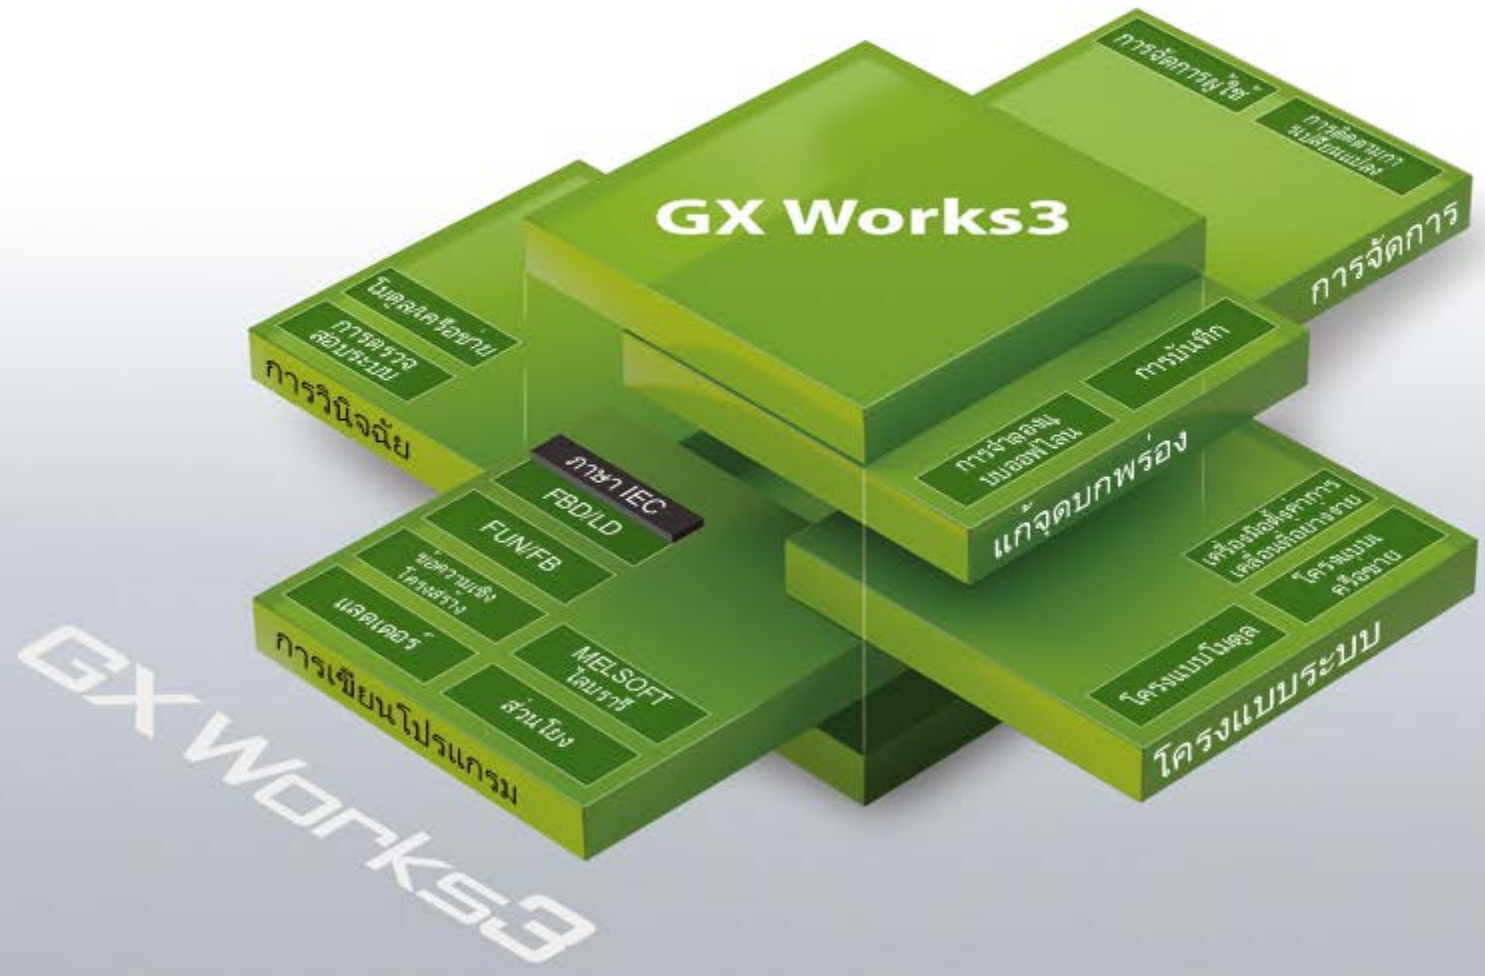 การจัดการผู้ใช้
การติดตามกา
รเปลี่ยนแปลง
การจัดการ
GX Works3
โมดูล/เครือข่าย
การตรวจ
สอบระบบ
การวินิจฉัย
การบันทึก
การจำลองแ
บบออฟไลน์
แก้จุดบกพร่อง
ภาษา IEC
FBD/LD
FUN/FB
ข้อความเชิง
โครงสร้าง
แลดเดอร์
MELSOFT
ไลบรารี
ส่วนโยง
การเขียนโปรแกรม
เครื่องมือตั้งค่าการ
เคลื่อนที่อย่างง่าย
โครงแบบเ
ครือข่าย
โครงแบบโมดูล
โครงแบบระบบ
GX Works3